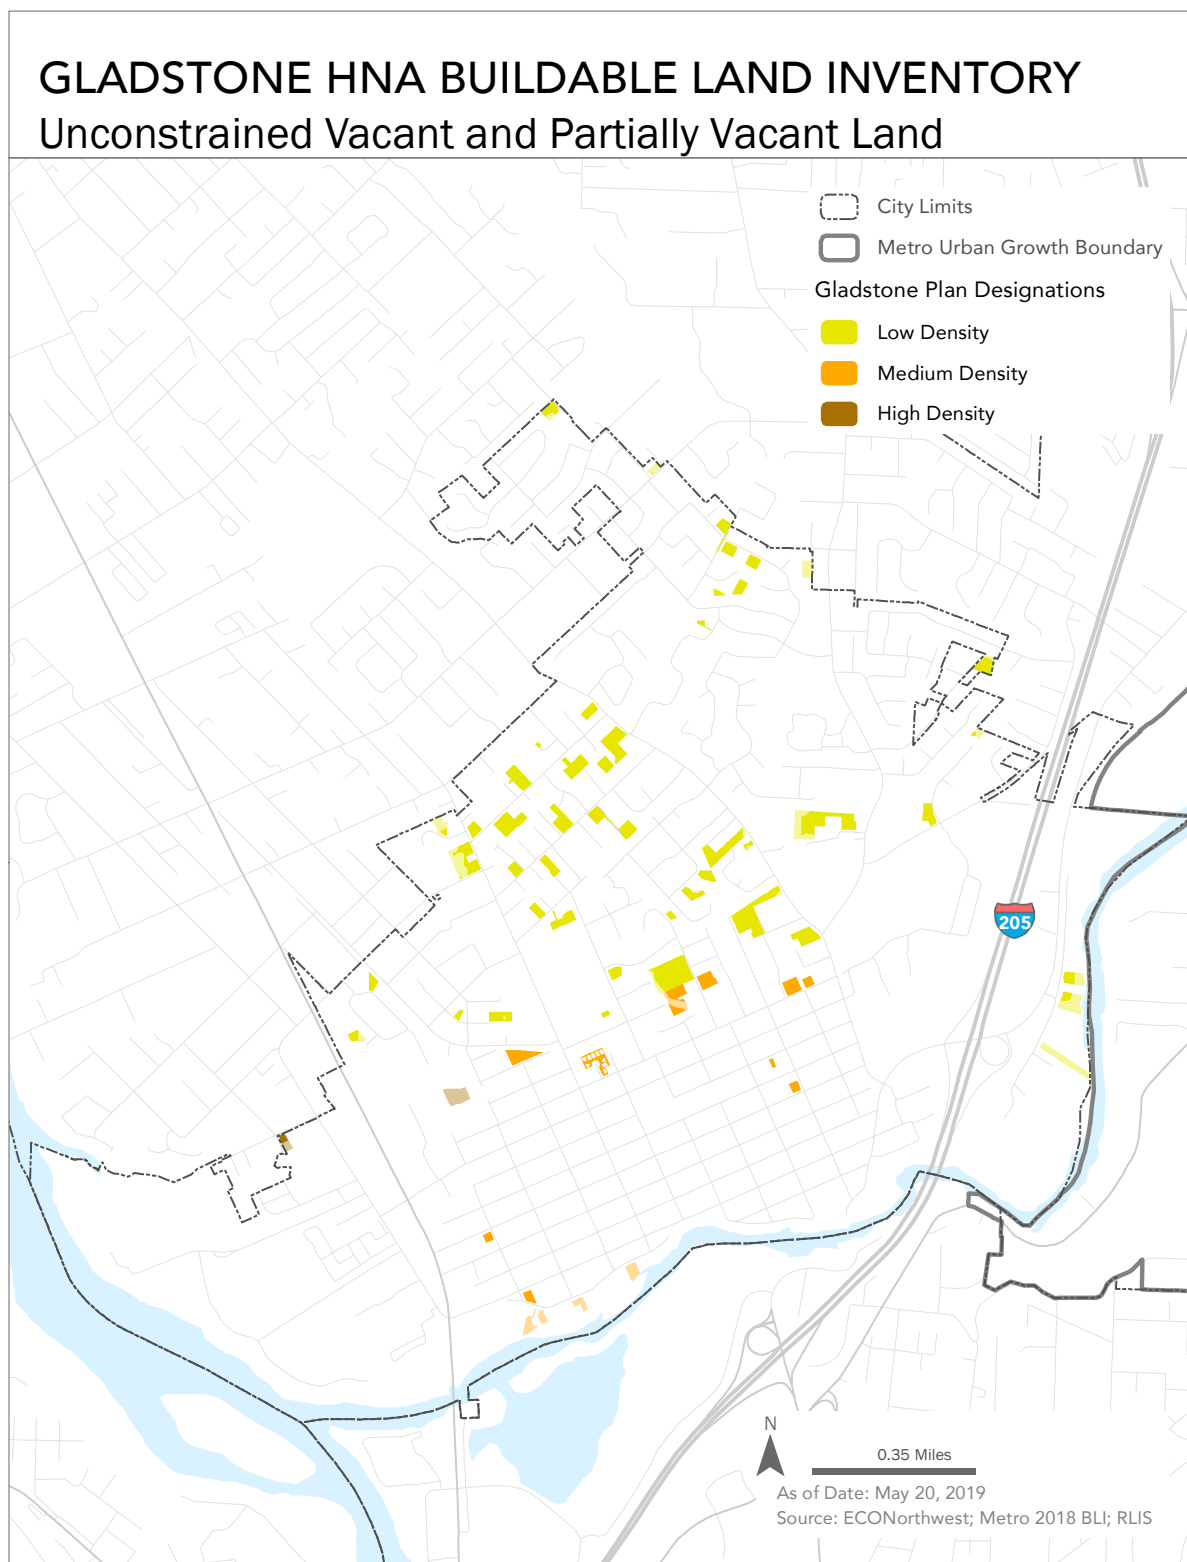 GLADSTONE HNA BUILDABLE LAND INVENTORY
Unconstrained Vacant and Partially Vacant Land
City Limits
Metro Urban Growth Boundary
Gladstone Plan Designations
Low Density
Medium Density
High Density
205
N
0.35 Miles
As of Date: May 20, 2019
Source: ECONorthwest; Metro 2018 BLI; RLIS